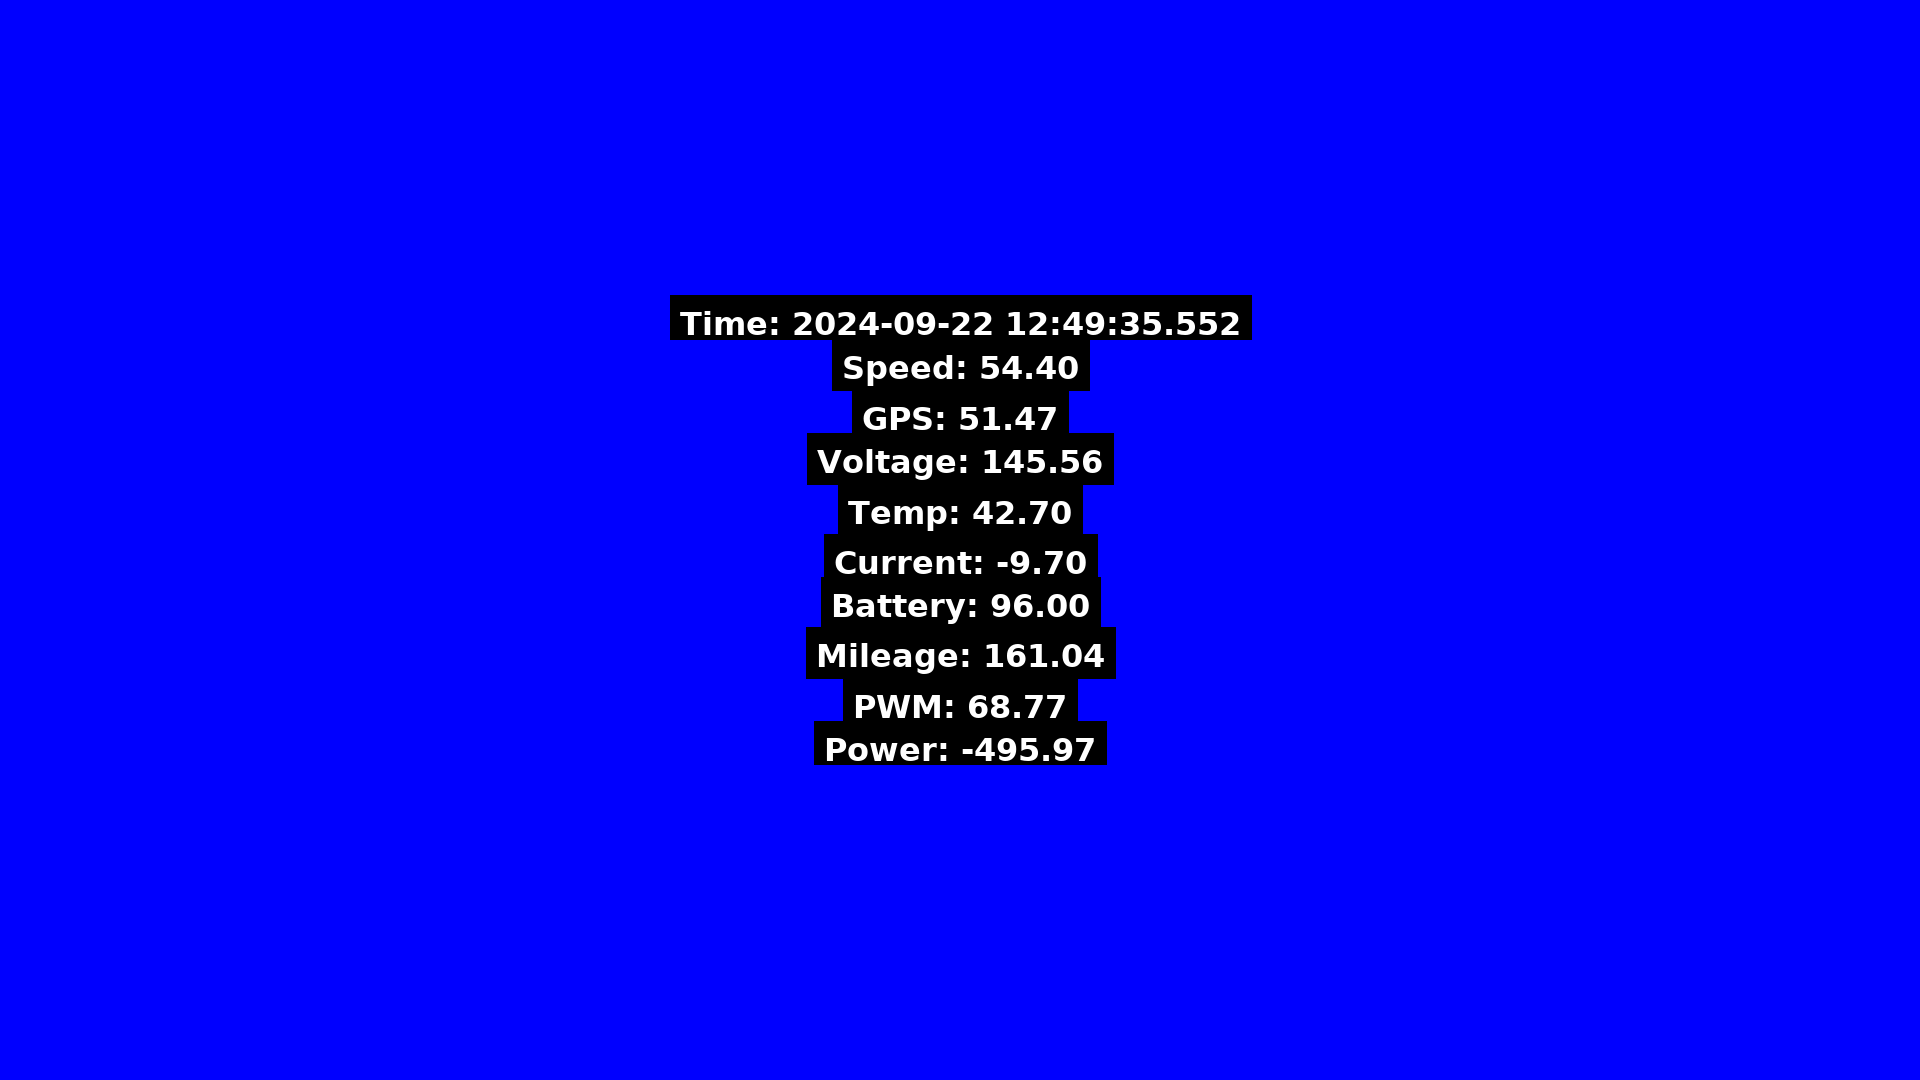 Time: 2024-09-22 12:49:35.552
Speed: 54.40
GPS: 51.47
Voltage: 145.56
Temp: 42.70
Current: -9.70
Battery: 96.00
Mileage: 161.04
PWM: 68.77
Power: -495.97